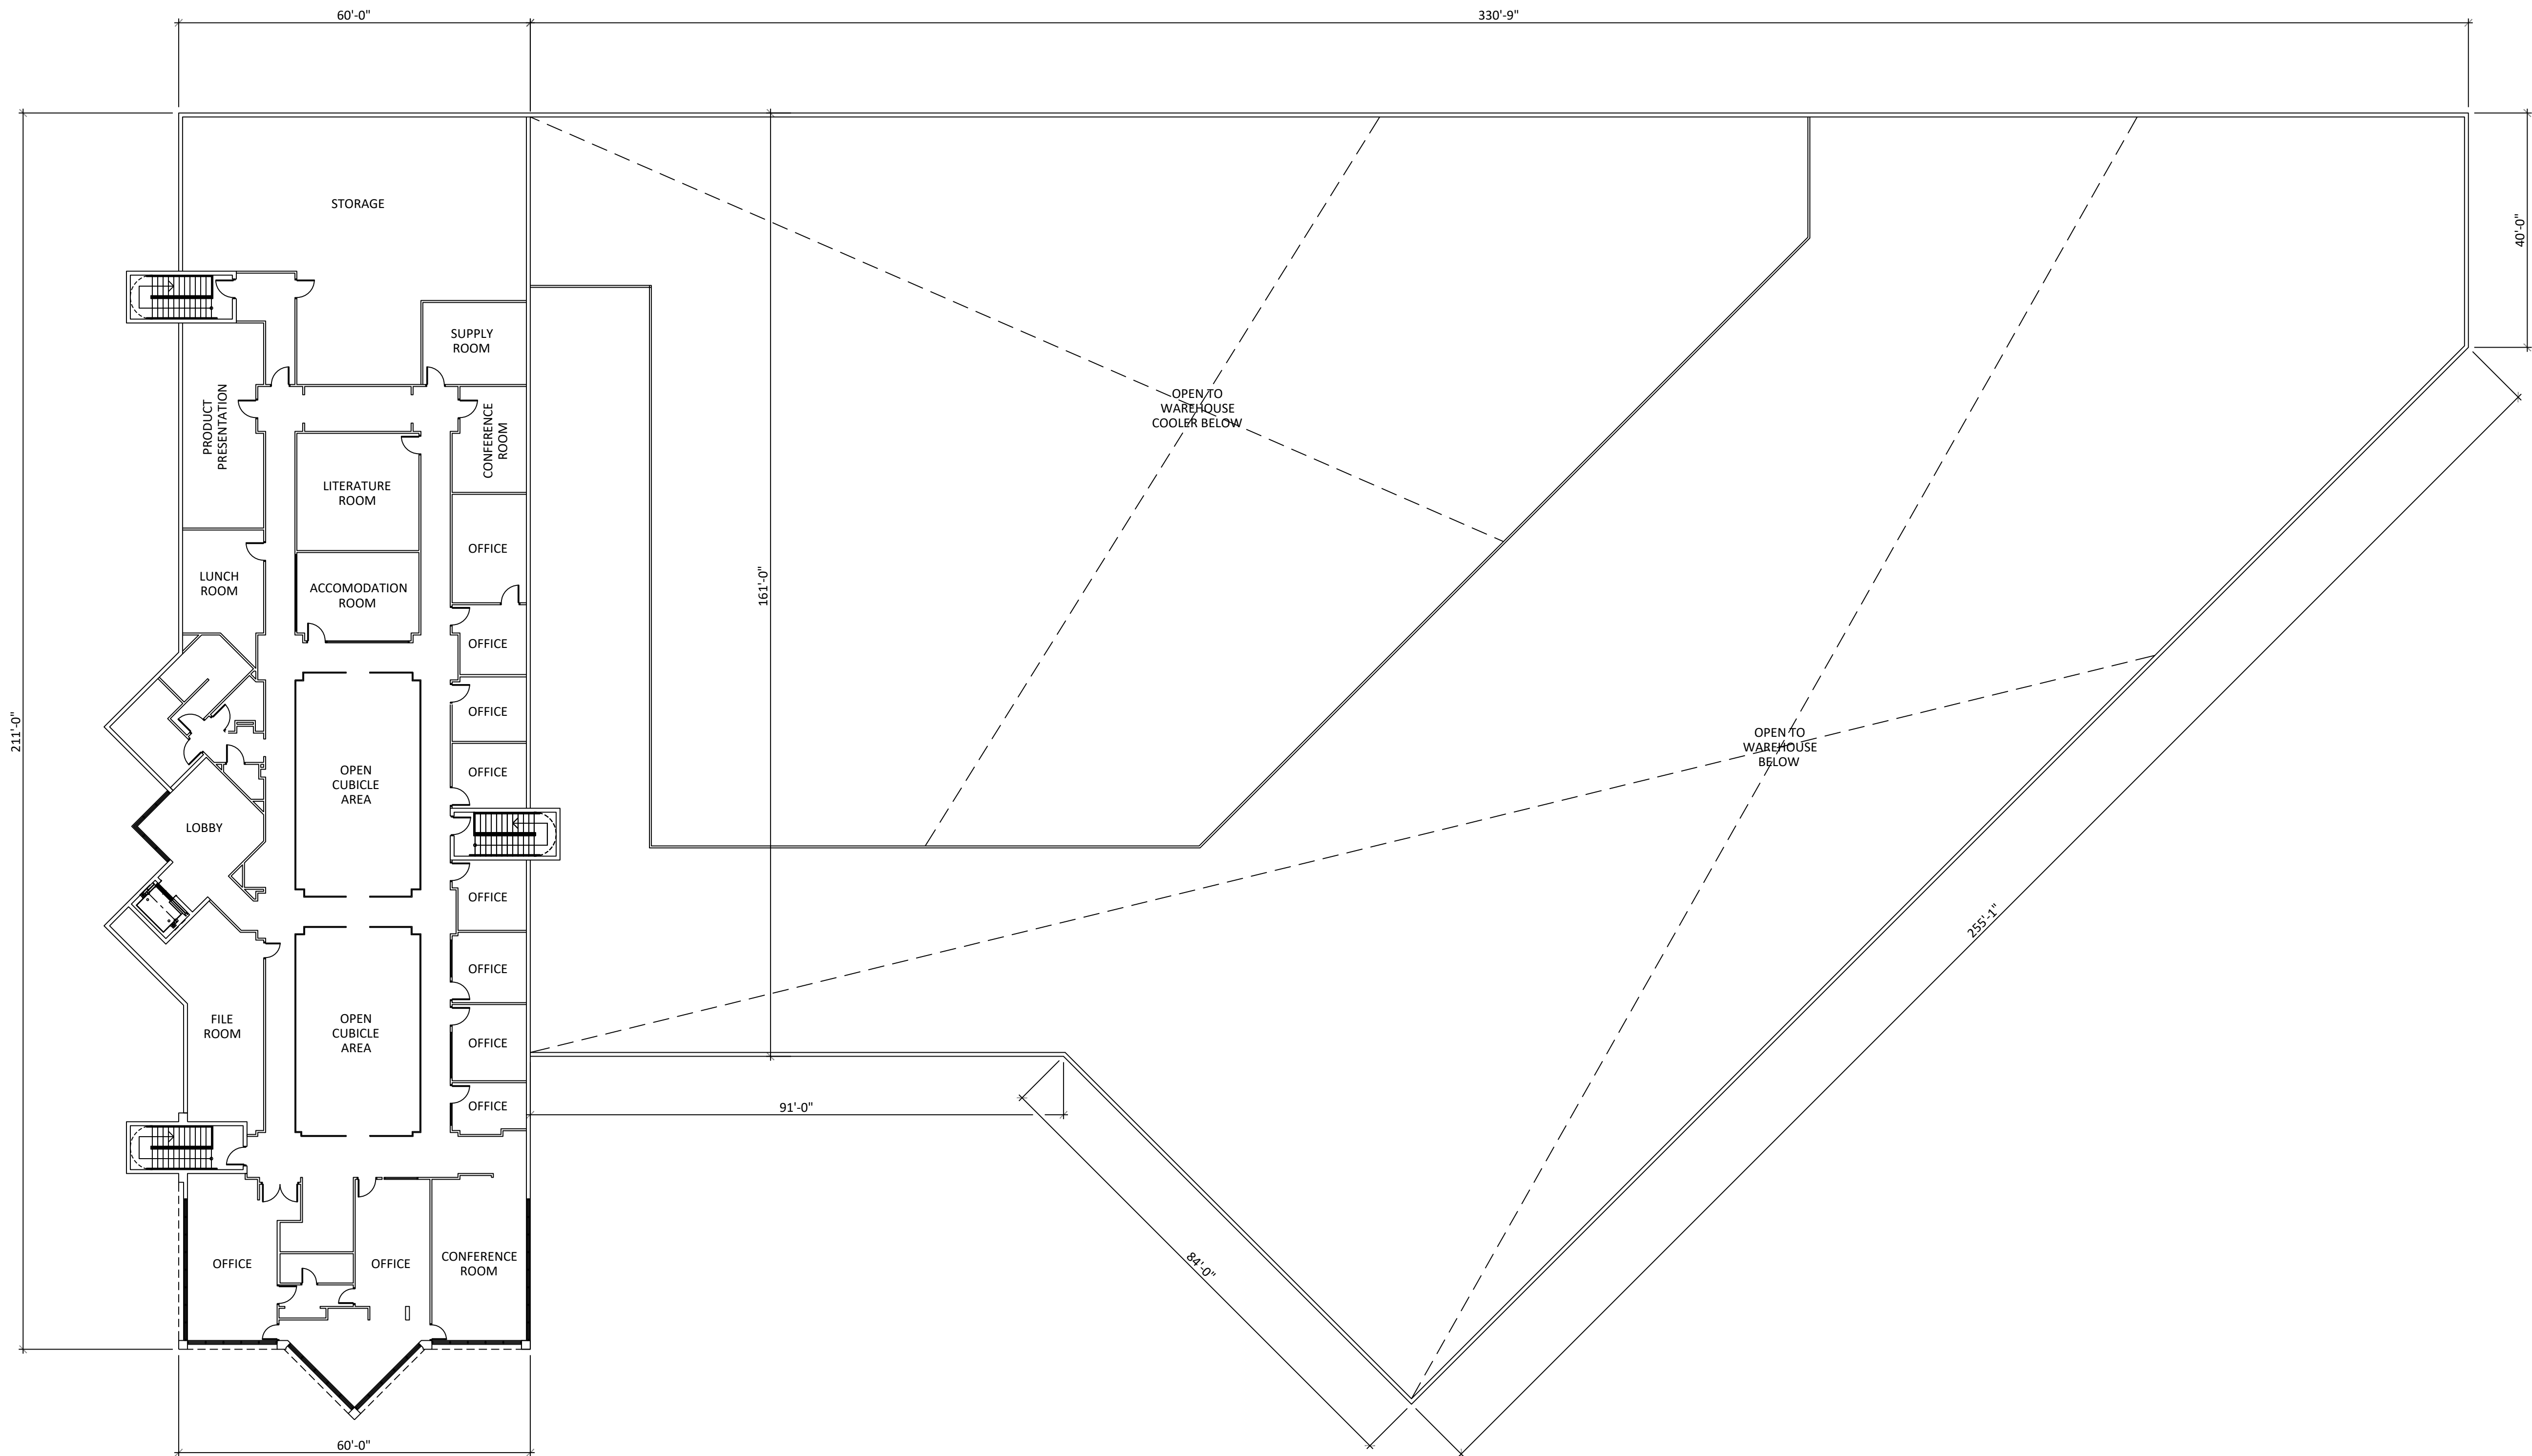 60'-0"
330'-9"
STORAGE
40'-0"
SUPPLY
ROOM
PRODUCT
PRESENTATION
CONFERENCE
ROOM
OPEN TO
WAREHOUSE
COOLER BELOW
LITERATURE
ROOM
OFFICE
LUNCH
ROOM
ACCOMODATION
ROOM
161'-0"
OFFICE
211'-0"
OFFICE
OPEN TO
WAREHOUSE
BELOW
OPEN
CUBICLE
AREA
OFFICE
LOBBY
OFFICE
255'-1"
OFFICE
FILE
ROOM
OPEN
CUBICLE
AREA
OFFICE
OFFICE
91'-0"
OFFICE
OFFICE
CONFERENCE
ROOM
84'-0"
60'-0"